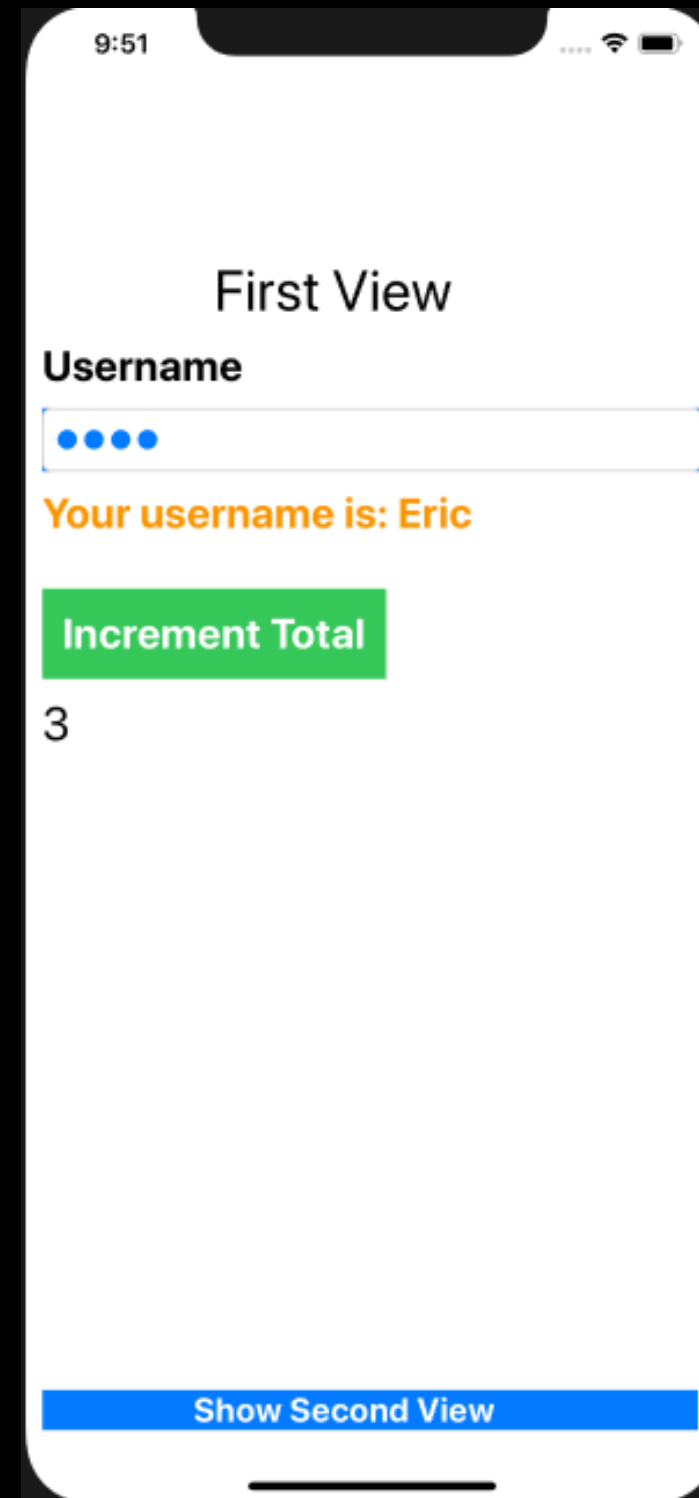 9:51
First View
Username
••••
Your username is: Eric
Increment Total
3
Show Second View